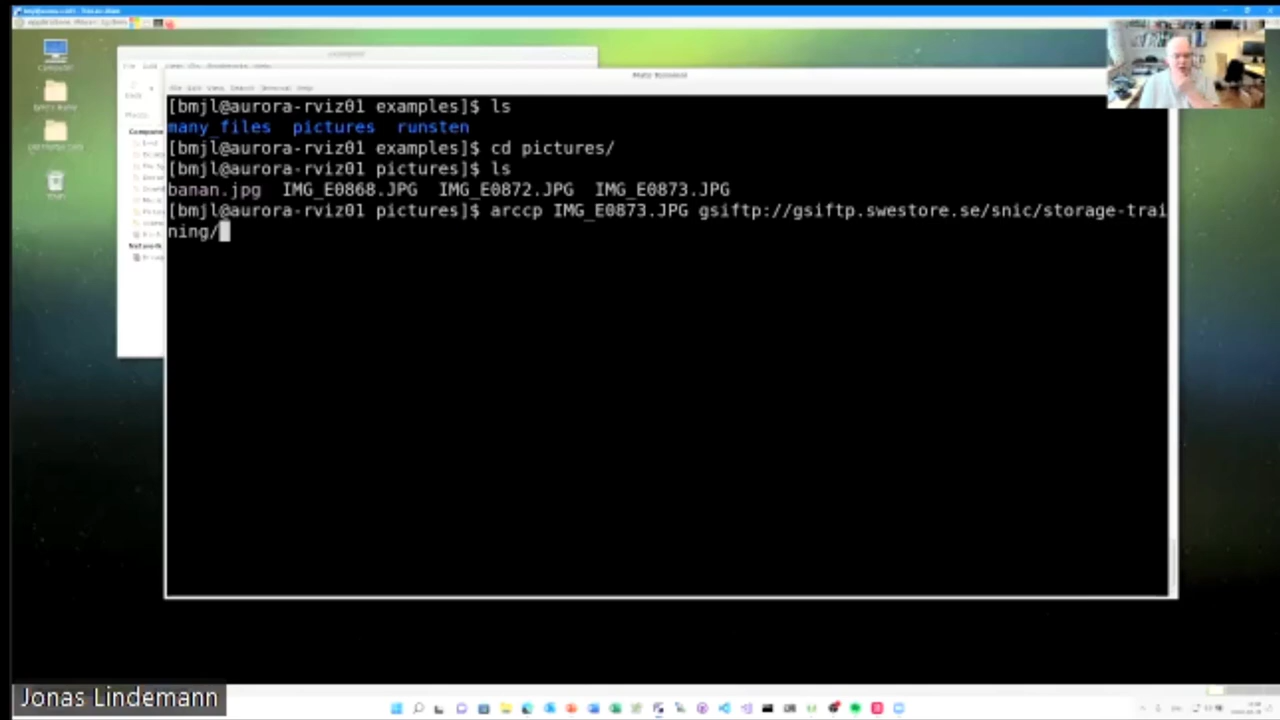 Mate Terminal
[bmjl@aurora-rviz01 examples]$ ls
many_files pictures runsten
[bmjl@aurora-rviz01 examples]$ cd pictures/
[bmjl@aurora-rviz01 pictures]$ ls
banan.jpg IMG_E0868.JPG IMG_E0872.JPG IMG_E0873.JPG
[bmjl@aurora-rviz01 pictures]$ arccp IMG_E0873.JPG gsiftp://gsiftp.swestore.se/snic/storage-trai
ning/
Jonas Lindemann